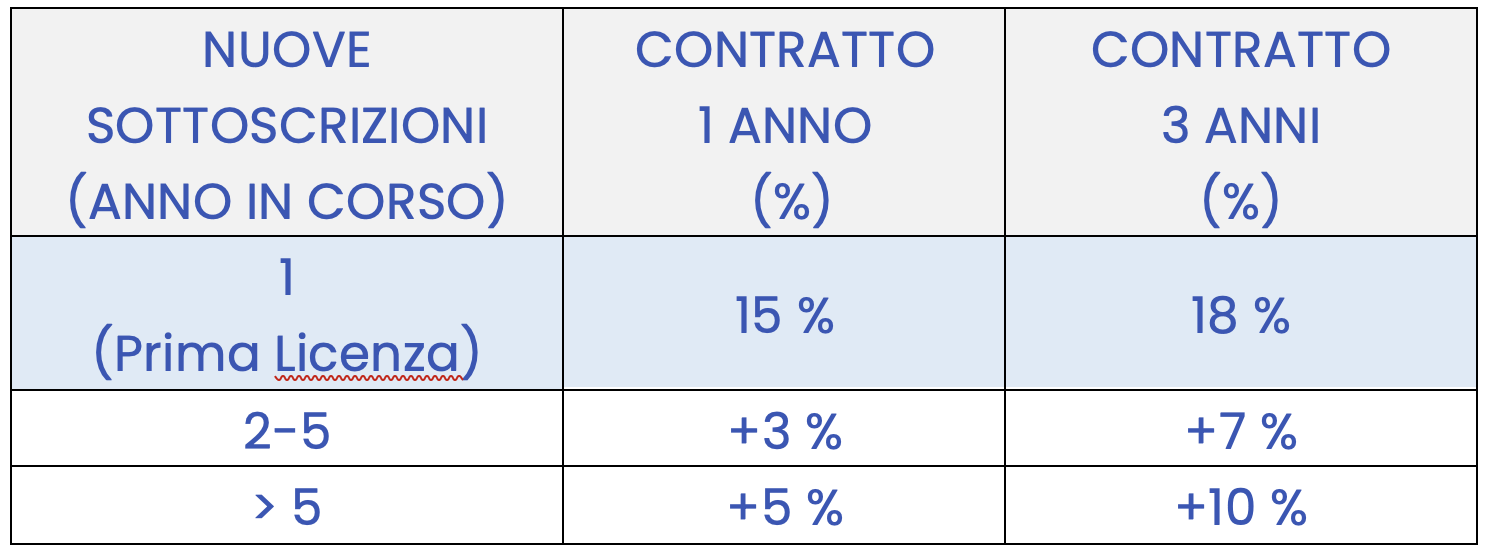 NUOVE
SOTTOSCRIZIONI
(ANNO IN CORSO)
CONTRATTO
1 ANNO
(%)
CONTRATTO
3 ANNI
(%)
1
(Prima Licenza)
15 %
18 %
2-5
+3 %
+7 %
> 5
+5 %
+10 %